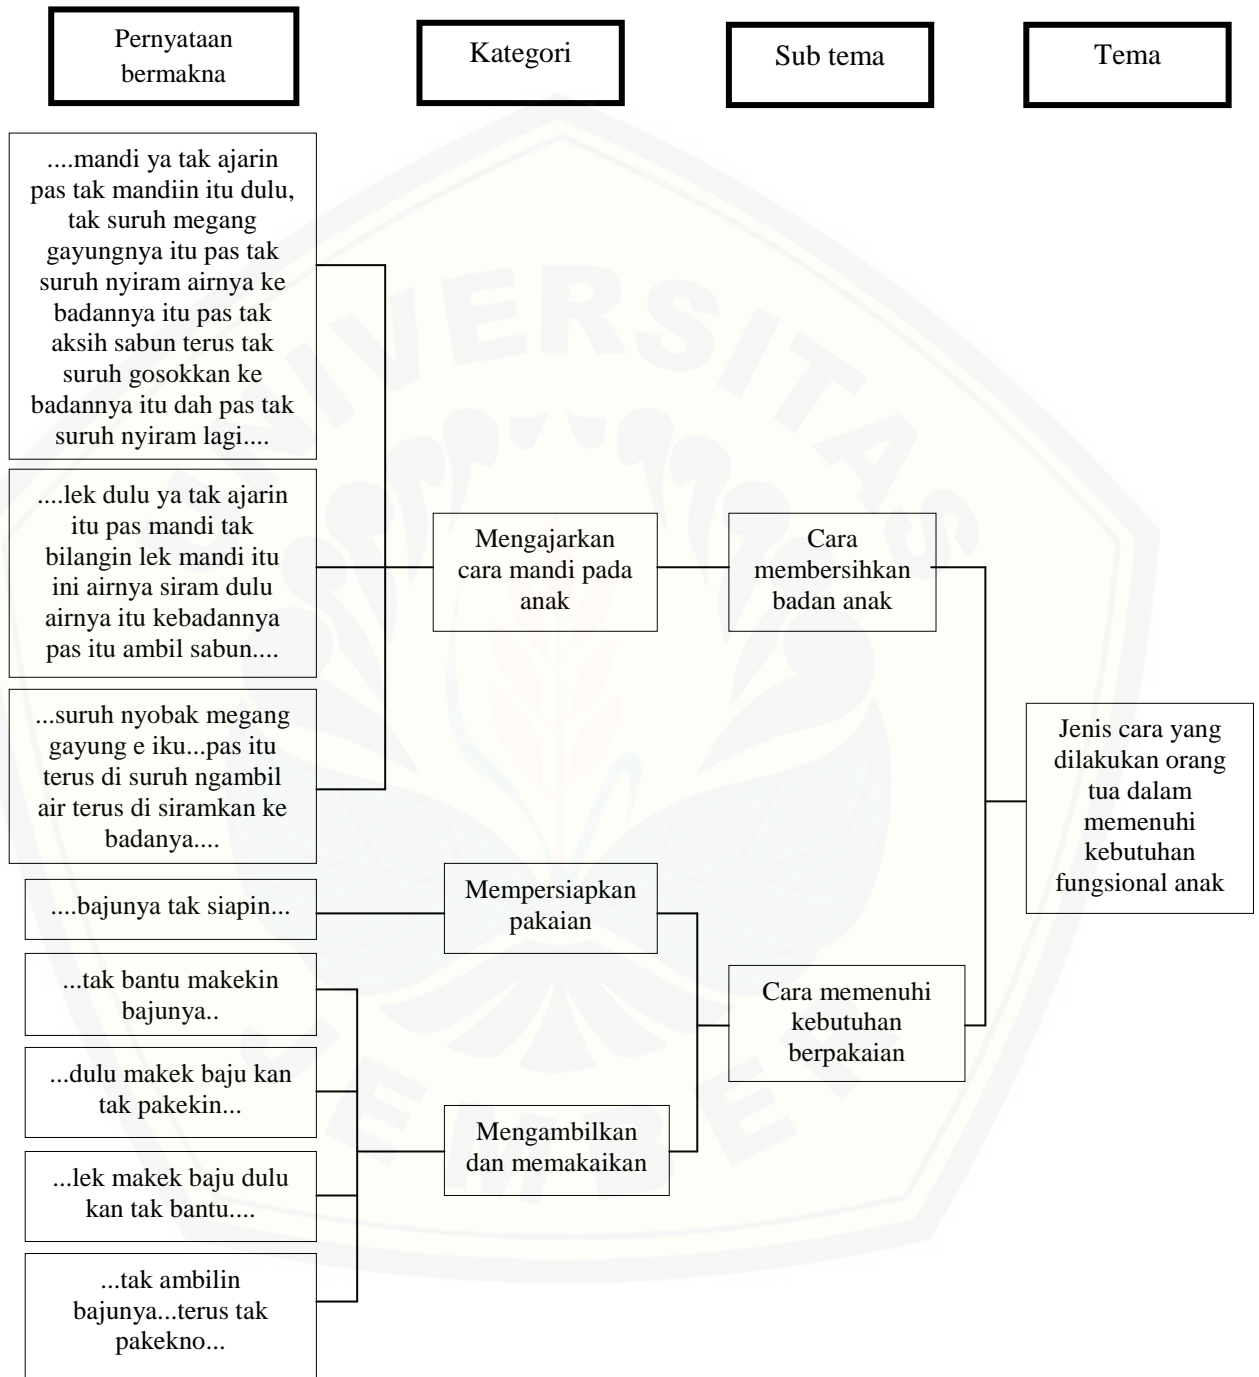 Pernyataan
bermakna
Kategori
Sub tema
Tema
....mandi ya tak ajarin
pas tak mandiin itu dulu,
tak suruh megang
gayungnya itu pas tak
suruh nyiram airnya ke
badannya itu pas tak
aksih sabun terus tak
suruh gosokkan ke
badannya itu dah pas tak
suruh nyiram lagi....
....lek dulu ya tak ajarin
itu pas mandi tak
bilangin lek mandi itu
ini airnya siram dulu
airnya itu kebadannya
pas itu ambil sabun....
...suruh nyobak megang
gayung e iku...pas itu
terus di suruh ngambil
air terus di siramkan ke
badanya....
....bajunya tak siapin...
...tak bantu makekin
bajunya..
...dulu makek baju kan
tak pakekin...
...lek makek baju dulu
kan tak bantu....
...tak ambilin
bajunya...terus tak
pakekno...
Mengajarkan
cara mandi pada
anak
Mempersiapkan
pakaian
Mengambilkan
dan memakaikan
Cara
membersihkan
badan anak
Cara memenuhi
kebutuhan
berpakaian
Jenis cara yang
dilakukan orang
tua dalam
memenuhi
kebutuhan
fungsional anak
UNIVERSITAS
JEMBER